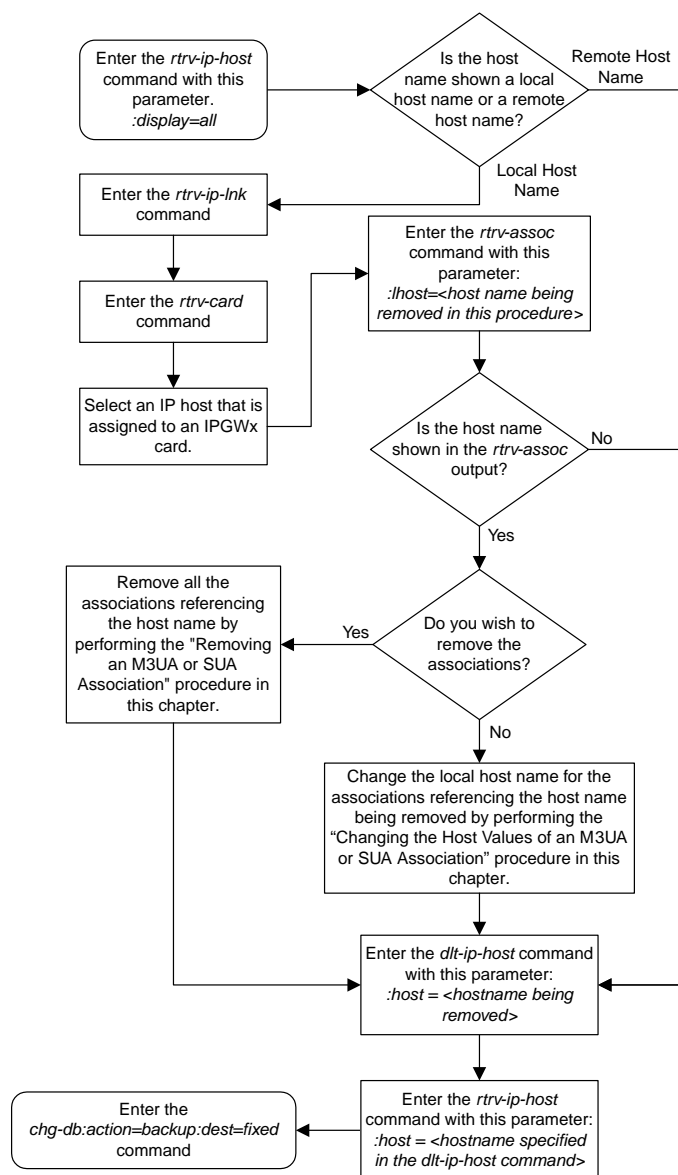 Enter the rtrv-ip-host
command with this
parameter.
:display=all
Is the host
name shown a local
host name or a remote
host name?
Remote Host
Name
Local Host
Name
Enter the rtrv-ip-lnk
command
Enter the rtrv-card
command
Select an IP host that is
assigned to an IPGWx
card.
Enter the rtrv-assoc
command with this
parameter:
:lhost=<host name being
removed in this procedure>
Is the host name
shown in the rtrv-assoc
output?
No
Yes
Do you wish to
remove the
associations?
Yes
Remove all the
associations referencing
the host name by
performing the "Removing
an M3UA or SUA
Association" procedure in
this chapter.
No
Change the local host name for the
associations referencing the host name
being removed by performing the
“Changing the Host Values of an M3UA
or SUA Association” procedure in this
chapter.
Enter the dlt-ip-host command
with this parameter:
:host = <hostname being
removed>
Enter the rtrv-ip-host
command with this parameter:
:host = <hostname specified
in the dlt-ip-host command>
Enter the
chg-db:action=backup:dest=fixed
command